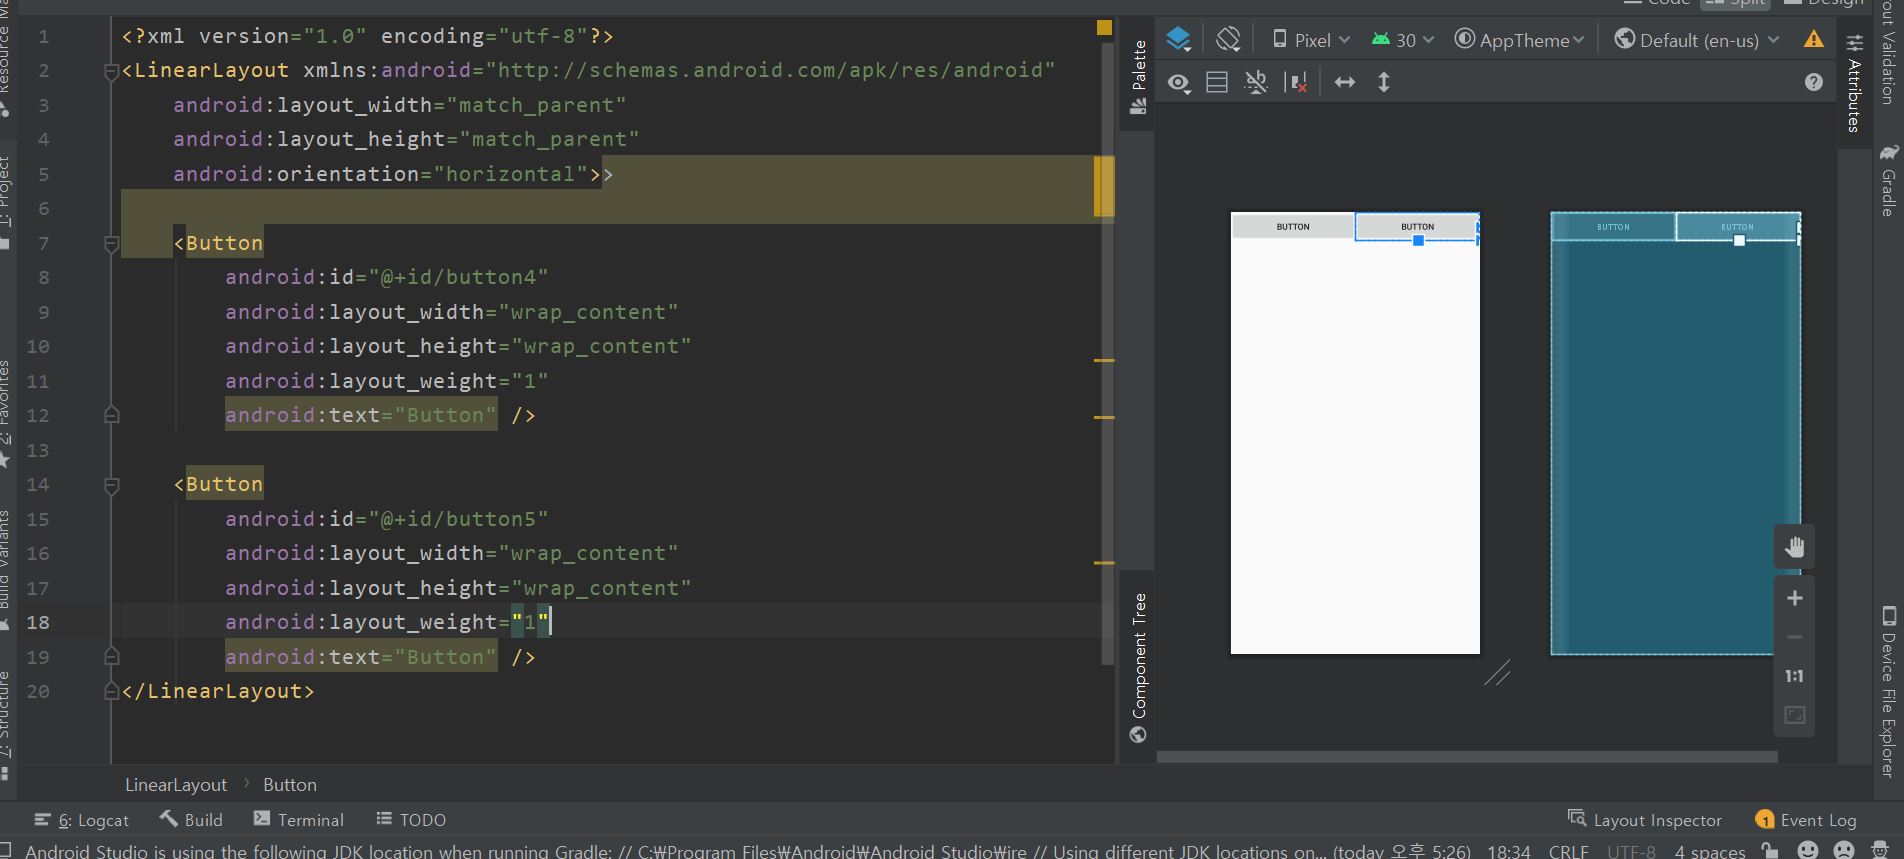 Code Split Design
1 <?xml version="1.0" encoding="utf-8"?>
2 <LinearLayout xmlns:android="http://schemas.android.com/apk/res/android"
3 android:layout_width="match_parent"
4 android:layout_height="match_parent"
5 android:orientation="horizontal">>
6
7 <Button
8 android:id="@+id/button4"
9 android:layout_width="wrap_content"
10 android:layout_height="wrap_content"
11 android:layout_weight="1"
12 android:text="Button" />
13
14 <Button
15 android:id="@+id/button5"
16 android:layout_width="wrap_content"
17 android:layout_height="wrap_content"
18 android:layout_weight="1"
19 android:text="Button" />
20 </LinearLayout>
LinearLayout Button
Resource
1: Project
2: Favorites
Build Variants
7: Structure
Palette
Component Tree
Pixel 30 AppTheme Default (en-us)
BUTTON BUTTON
BUTTON BUTTON
1:1
Attributes
Validation
Gradle
Device File Explorer
6: Logcat Build Terminal TODO Layout Inspector 1 Event Log
Android Studio is using the following JDK location when running Gradle: // C:₩Program Files₩Android₩Android Studio₩jre // Using different JDK locations on... (today 오후 5:26) 18:34 CRLF UTF-8 4 spaces